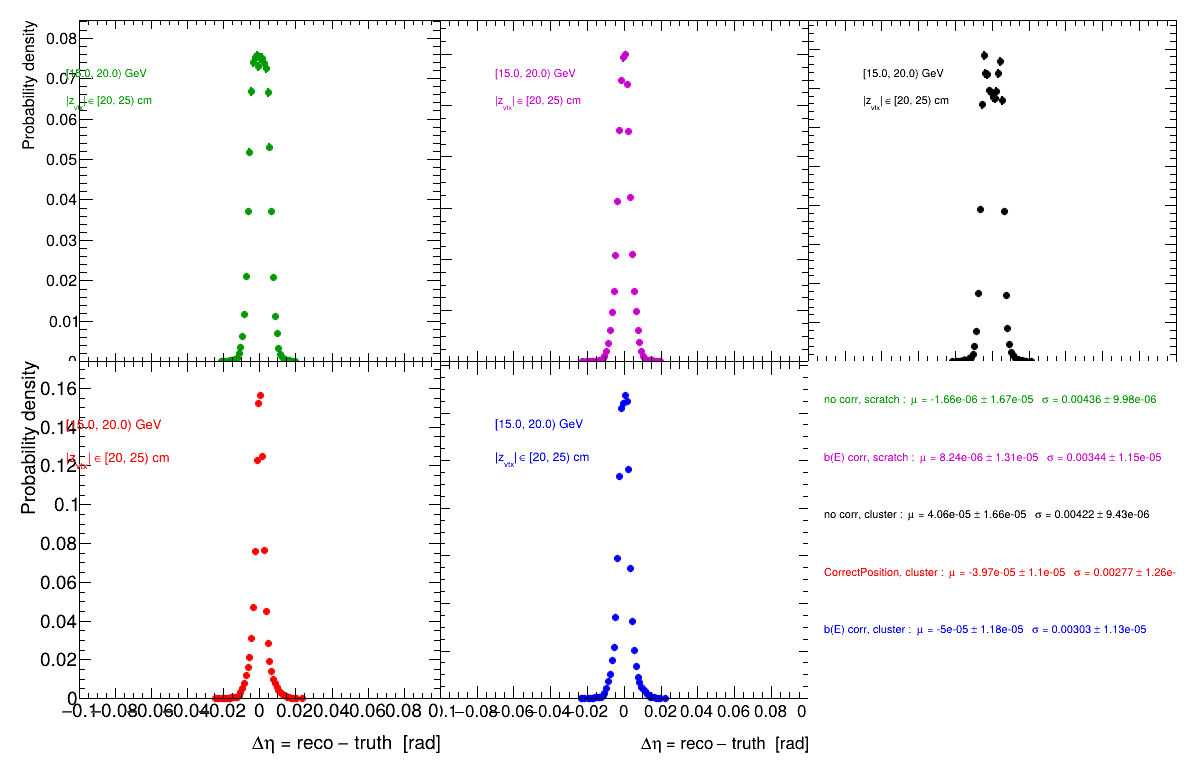 Probability density
0.08
0.07
0.06
0.05
0.04
0.03
0.02
0.01
0
[15.0, 20.0) GeV
|z_vtx| ∈ [20, 25) cm
[15.0, 20.0) GeV
|z_vtx| ∈ [20, 25) cm
[15.0, 20.0) GeV
|z_vtx| ∈ [20, 25) cm
Probability density
0.16
0.14
0.12
0.1
0.08
0.06
0.04
0.02
0
[15.0, 20.0) GeV
|z_vtx| ∈ [20, 25) cm
[15.0, 20.0) GeV
|z_vtx| ∈ [20, 25) cm
no corr, scratch : μ = -1.66e-06 ± 1.67e-05 σ = 0.00436 ± 9.98e-06
b(E) corr, scratch : μ = 8.24e-06 ± 1.31e-05 σ = 0.00344 ± 1.15e-05
no corr, cluster : μ = 4.06e-05 ± 1.66e-05 σ = 0.00422 ± 9.43e-06
CorrectPosition, cluster : μ = -3.97e-05 ± 1.1e-05 σ = 0.00277 ± 1.26e-
b(E) corr, cluster : μ = -5e-05 ± 1.18e-05 σ = 0.00303 ± 1.13e-05
−0.1 −0.08 −0.06 −0.04 −0.02 0 0.02 0.04 0.06 0.08 0.1 −0.08 −0.06 −0.04 −0.02 0 0.02 0.04 0.06 0.08 0
Δη = reco − truth [rad]
Δη = reco − truth [rad]